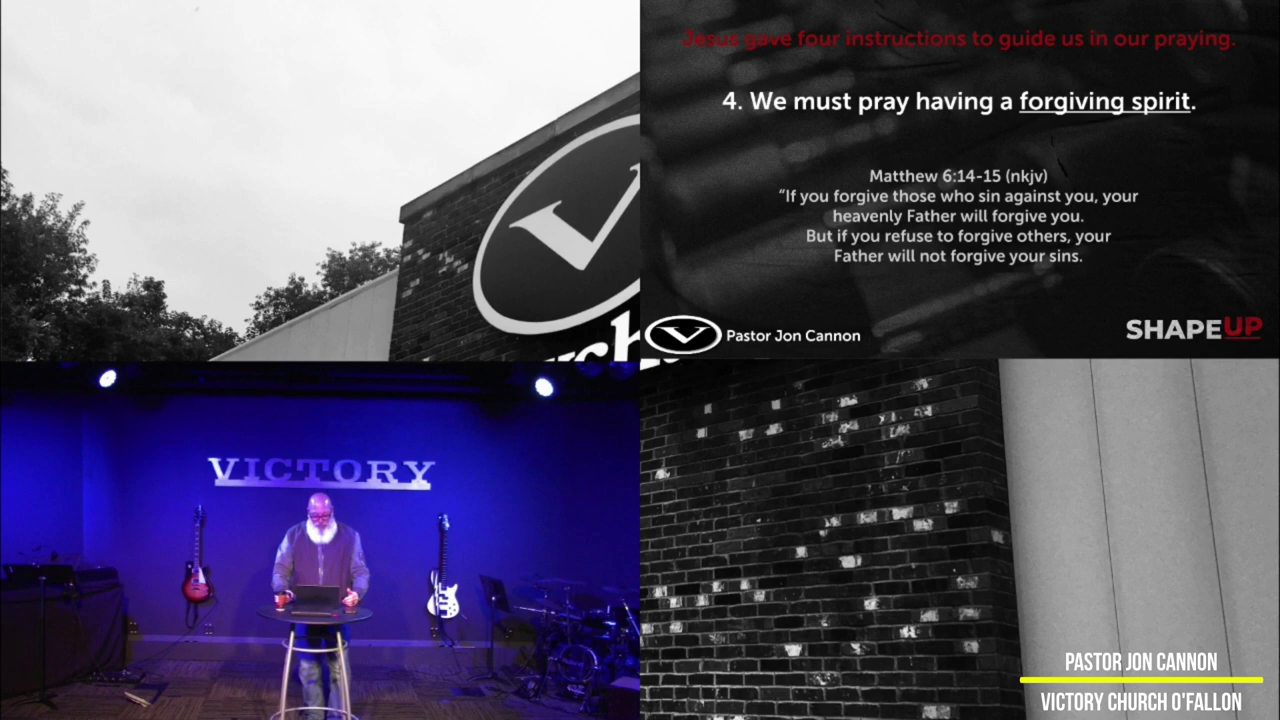 Jesus gave four instructions to guide us in our praying.
4. We must pray having a forgiving spirit.
Matthew 6:14-15 (nkjv)
“If you forgive those who sin against you, your
heavenly Father will forgive you.
But if you refuse to forgive others, your
Father will not forgive your sins.
Pastor Jon Cannon
SHAPEUP
VICTORY
PASTOR JON CANNON
VICTORY CHURCH O'FALLON